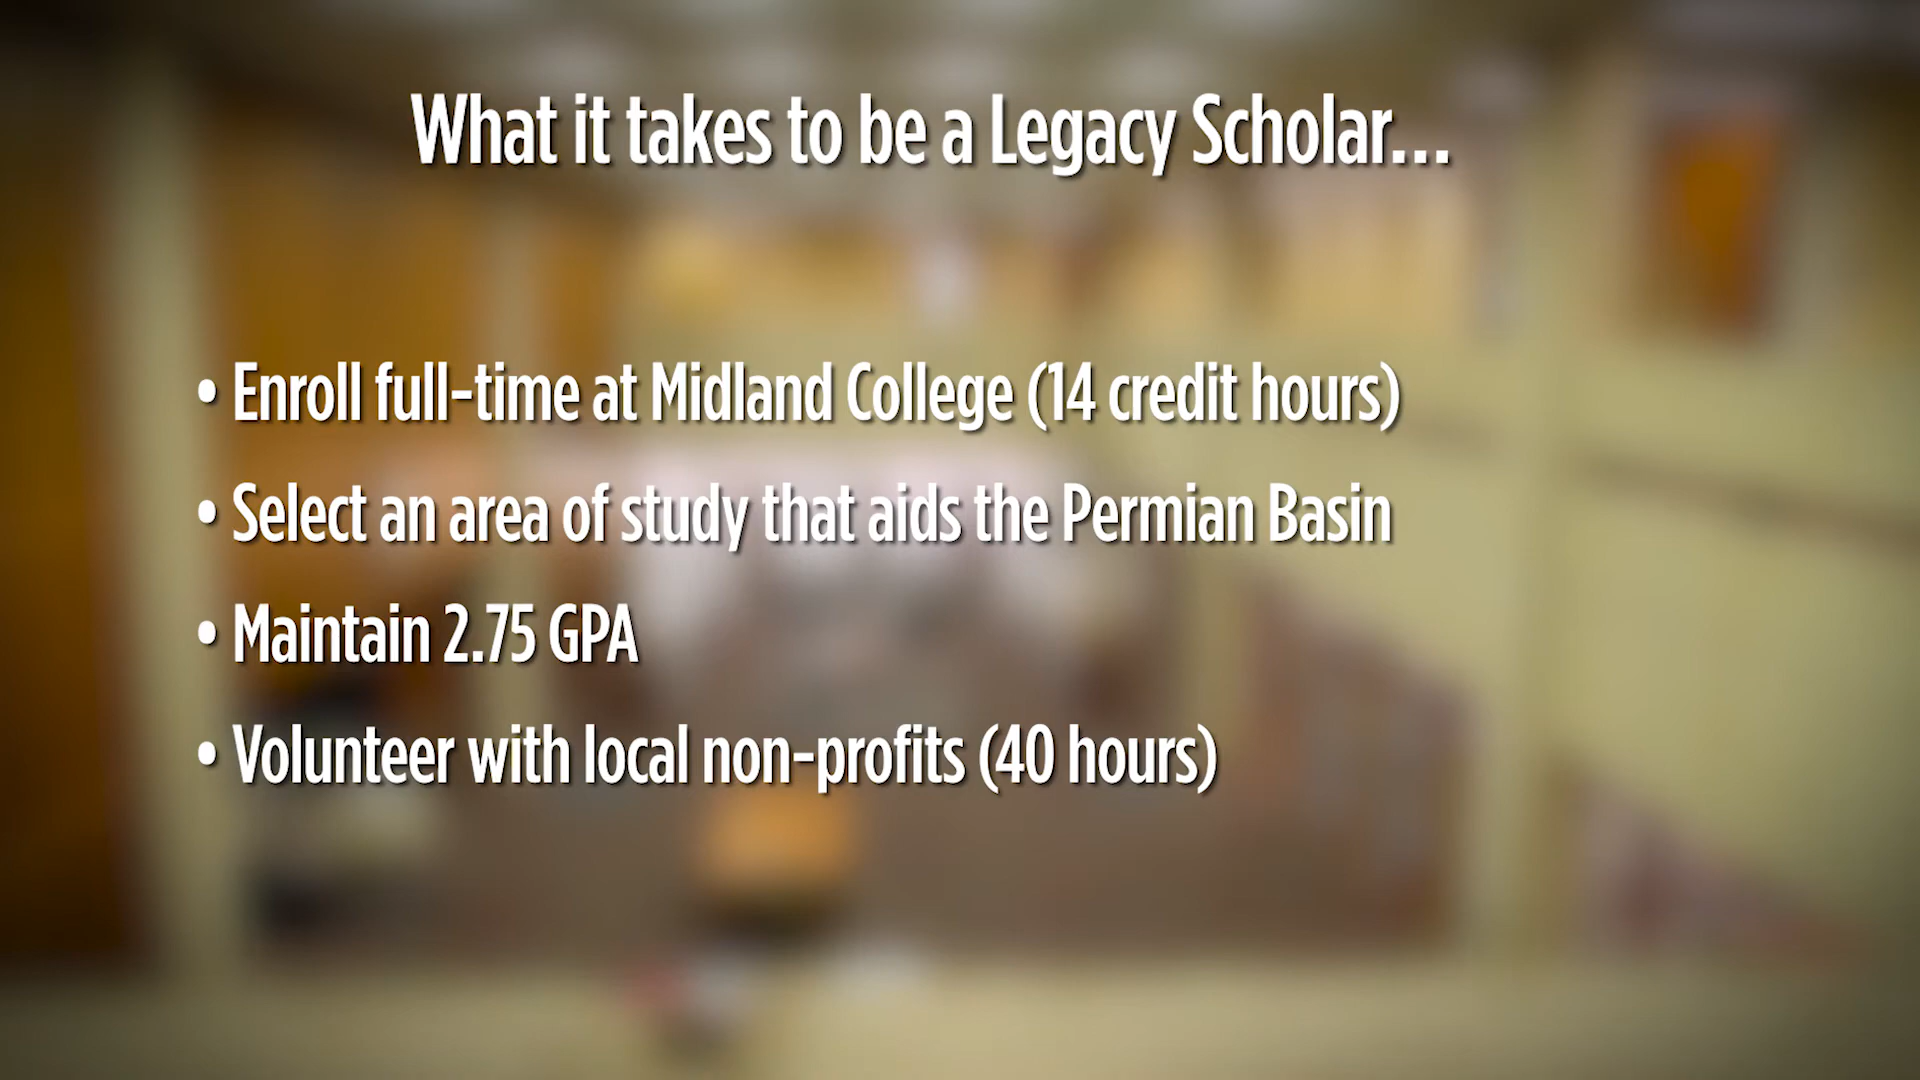 What it takes to be a Legacy Scholar...
• Enroll full-time at Midland College (14 credit hours)
• Select an area of study that aids the Permian Basin
• Maintain 2.75 GPA
• Volunteer with local non-profits (40 hours)